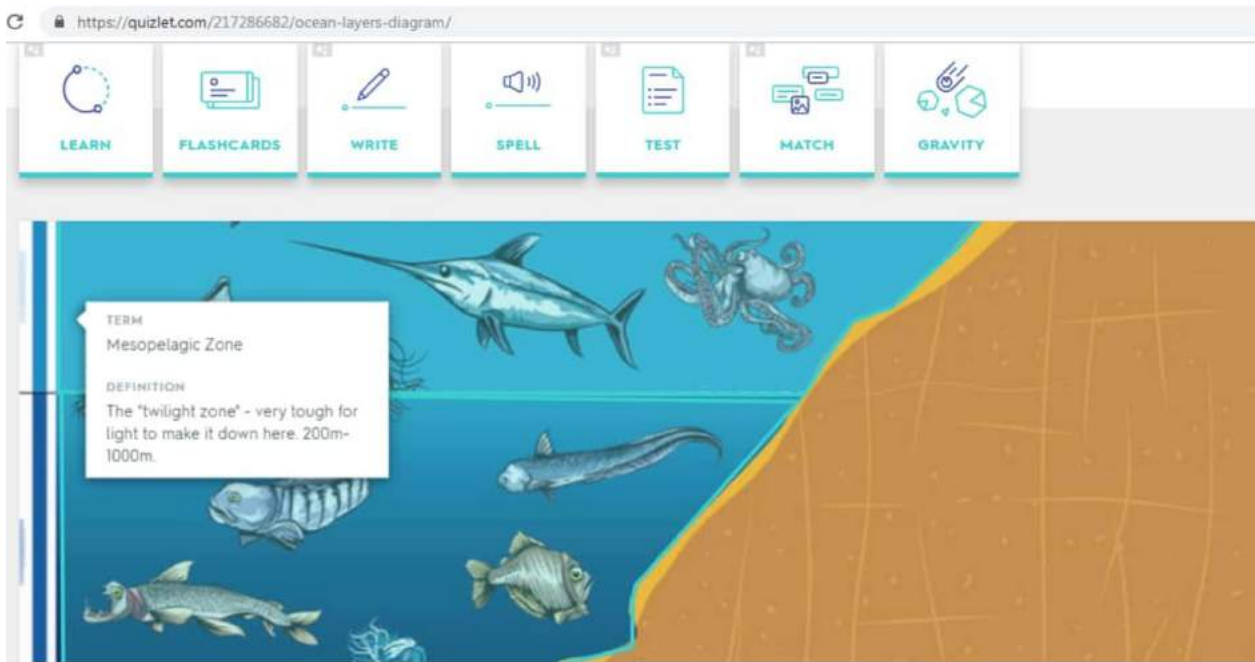 https://quizlet.com/217286682/ocean-layers-diagram/
LEARN
FLASHCARDS
WRITE
SPELL
TEST
MATCH
GRAVITY
TERM
Mesopelagic Zone
DEFINITION
The "twilight zone" - very tough for
light to make it down here. 200m-
1000m.